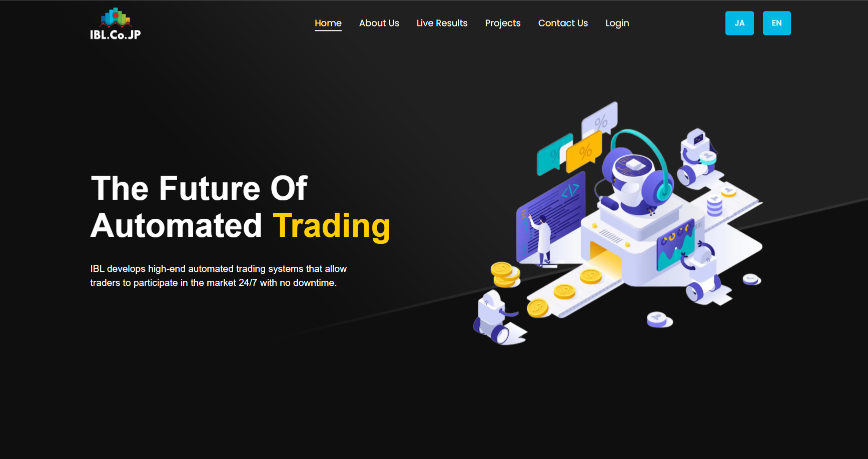 IBL.Co.JP
Home
About Us
Live Results
Projects
Contact Us
Login
JA
EN
The Future Of
Automated Trading
IBL develops high-end automated trading systems that allow
traders to participate in the market 24/7 with no downtime.
%
%
</>